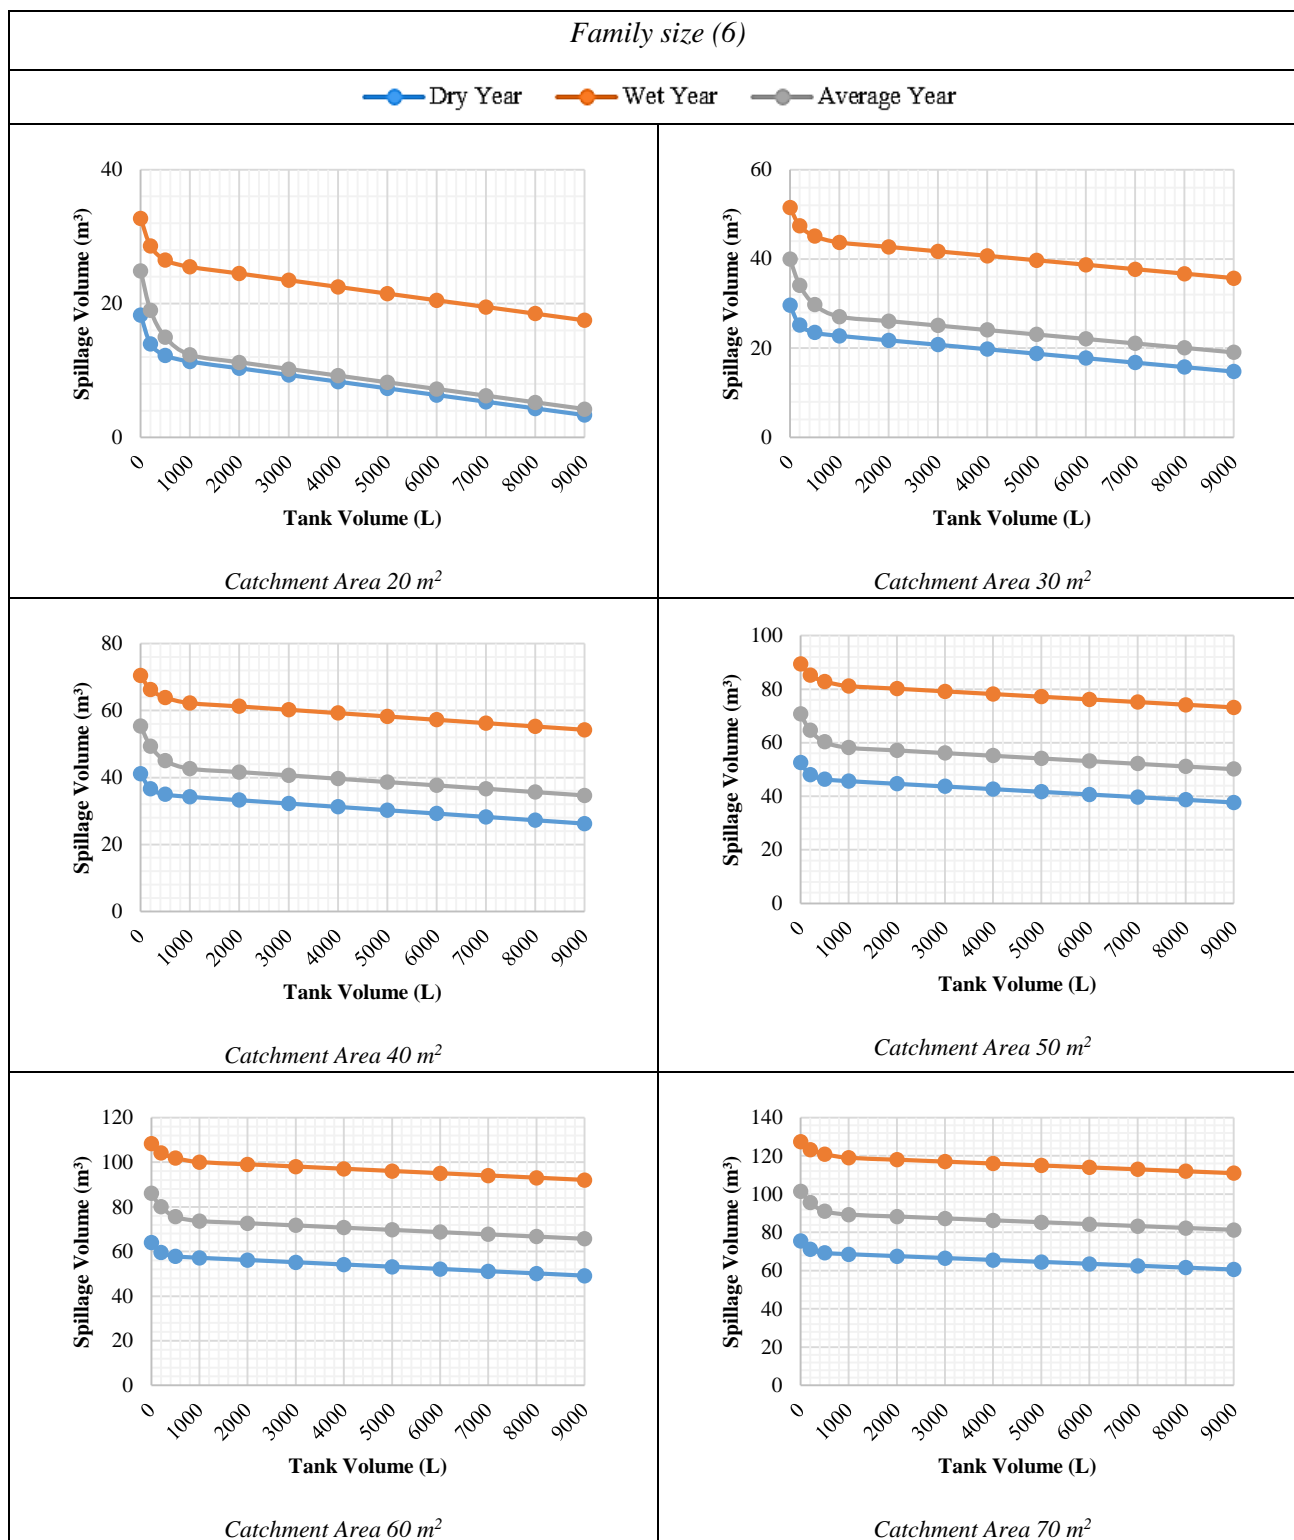 Family size (6)
Dry Year Wet Year Average Year
40
20
0
Spillage Volume (m³)
0 1000 2000 3000 4000 5000 6000 7000 8000 9000
Tank Volume (L)
Catchment Area 20 m²
60
40
20
0
Spillage Volume (m³)
0 1000 2000 3000 4000 5000 6000 7000 8000 9000
Tank Volume (L)
Catchment Area 30 m²
80
60
40
20
0
Spillage Volume (m³)
0 1000 2000 3000 4000 5000 6000 7000 8000 9000
Tank Volume (L)
Catchment Area 40 m²
100
80
60
40
20
0
Spillage Volume (m³)
0 1000 2000 3000 4000 5000 6000 7000 8000 9000
Tank Volume (L)
Catchment Area 50 m²
120
100
80
60
40
20
0
Spillage Volume (m³)
0 1000 2000 3000 4000 5000 6000 7000 8000 9000
Tank Volume (L)
Catchment Area 60 m²
140
120
100
80
60
40
20
0
Spillage Volume (m³)
0 1000 2000 3000 4000 5000 6000 7000 8000 9000
Tank Volume (L)
Catchment Area 70 m²